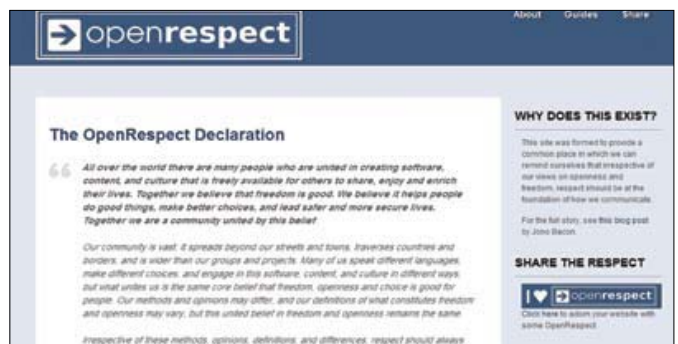 About Guides Share
openrespect
The OpenRespect Declaration
All over the world there are many people who are united in creating software,
content, and culture that is freely available for others to share, enjoy and enrich
their lives. Together we believe that freedom is good. We believe it helps people
do good things, make better choices, and lead safer and more secure lives.
Together we are a community united by this belief
Our community is vast. It spreads beyond our streets and towns, traverses countries and
borders, and is wider than our groups and projects. Many of us speak different languages,
make different choices, and engage in this software, content, and culture in different ways,
but what unites us is the same core belief that freedom, openness and choice is good for
people. Our methods and opinions may differ, and our definitions of what constitutes freedom
and openness may vary, but this united belief in freedom and openness remains the same.
Irrespective of these methods, opinions, definitions, and differences, respect should always
WHY DOES THIS EXIST?
This site was formed to provide a
common place in which we can
remind ourselves that irrespective of
our views on openness and
freedom, respect should be at the
foundation of how we communicate.
For the full story, see this blog post
by Jono Bacon.
SHARE THE RESPECT
I openrespect
Click here to adorn your website with
some OpenRespect.